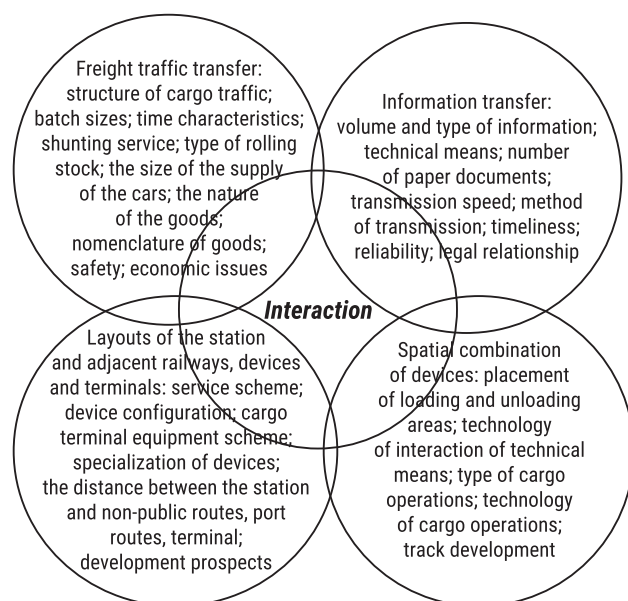 Freight traffic transfer:
structure of cargo traffic;
batch sizes; time characteristics;
shunting service; type of rolling
stock; the size of the supply
of the cars; the nature
of the goods;
nomenclature of goods;
safety; economic issues
Information transfer:
volume and type of information;
technical means; number
of paper documents;
transmission speed; method
of transmission; timeliness;
reliability; legal relationship
Interaction
Layouts of the station
and adjacent railways, devices
and terminals: service scheme;
device configuration; cargo
terminal equipment scheme;
specialization of devices;
the distance between the station
and non-public routes, port
routes, terminal;
development prospects
Spatial combination
of devices: placement
of loading and unloading
areas; technology
of interaction of technical
means; type of cargo
operations; technology
of cargo operations;
track development